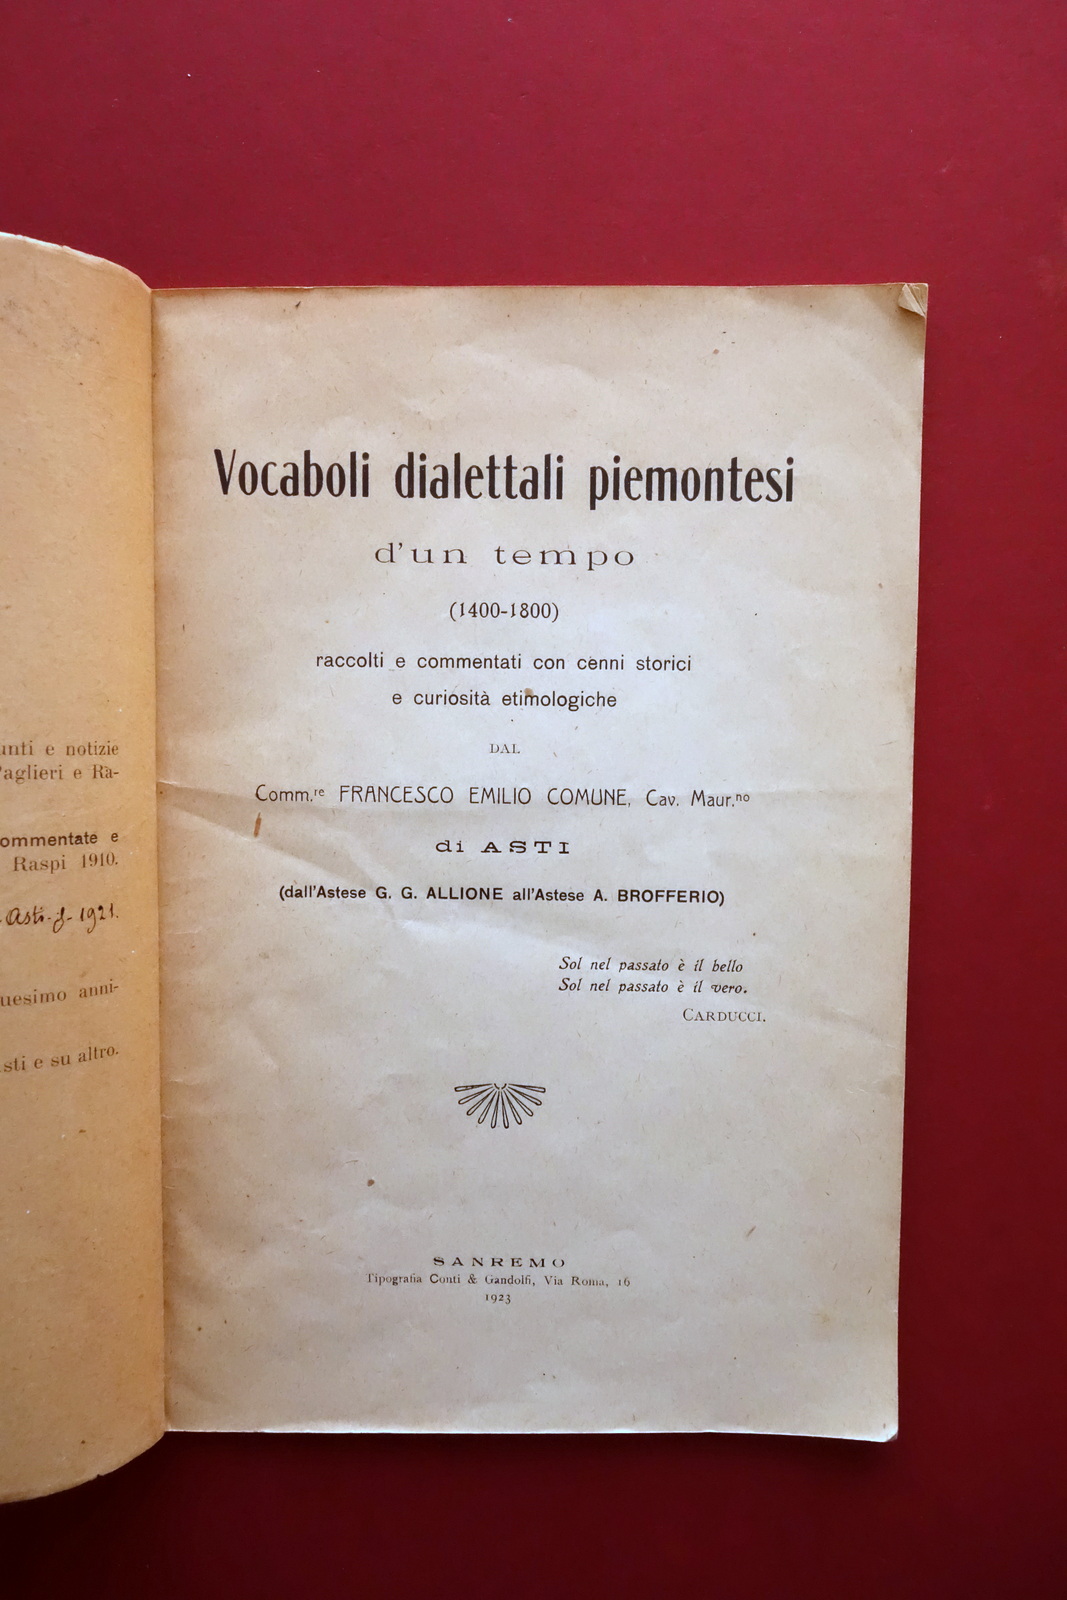 unti e notizie
aglieri e Ra-
ommentate e
Raspi 1910.
Asti - 1921.
uesimo anni-
sti e su altro.
Vocaboli dialettali piemontesi
d'un tempo
(1400-1800)
raccolti e commentati con cenni storici
e curiosità etimologiche
DAL
Comm.re FRANCESCO EMILIO COMUNE, Cav. Maur.no
di ASTI
(dall'Astese G. G. ALLIONE all'Astese A. BROFFERIO)
Sol nel passato è il bello
Sol nel passato è il vero.
CARDUCCI.
SANREMO
Tipografia Conti & Gandolfi, Via Roma, 16
1923